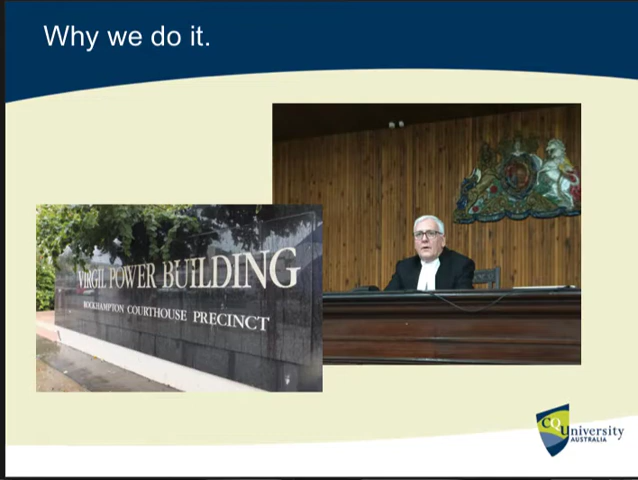 Why we do it.
VIRGIL POWER BUILDING
ROCKHAMPTON COURTHOUSE PRECINCT
CQUniversity
AUSTRALIA